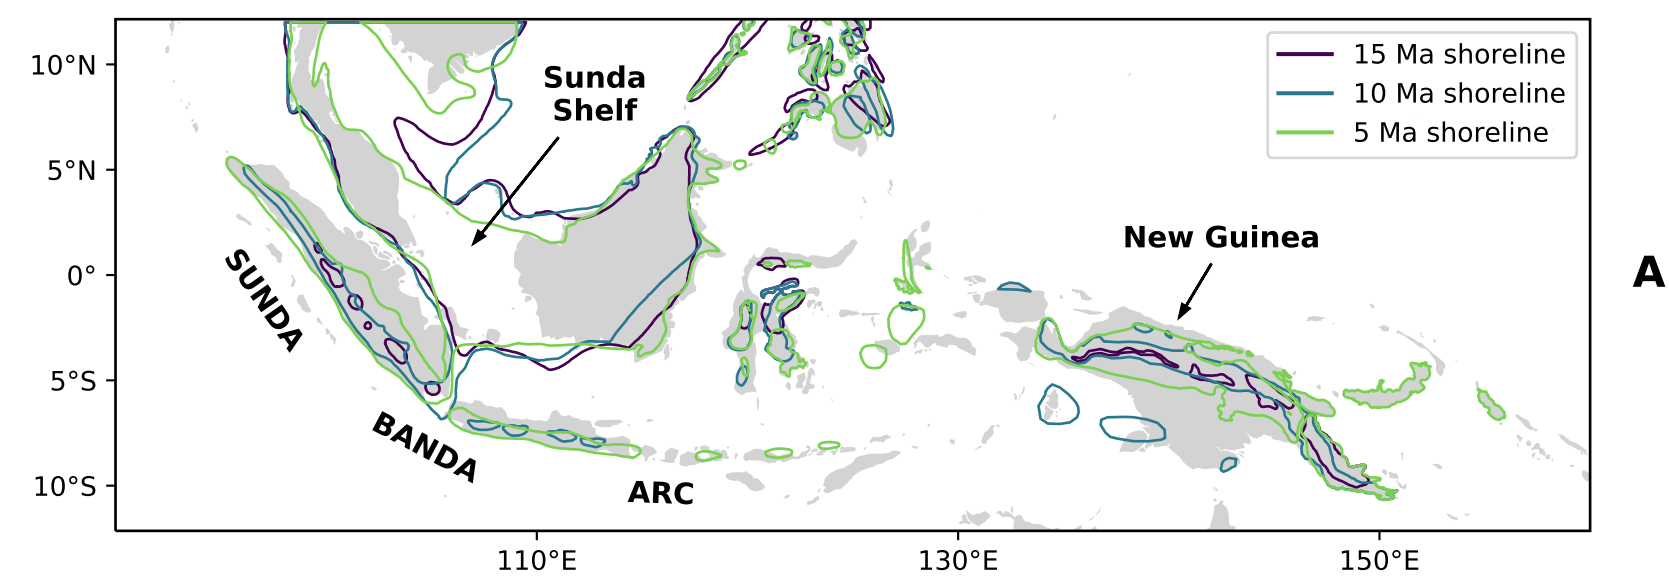 10°N
5°N
0°
5°S
10°S
110°E
130°E
150°E
Sunda
Shelf
New Guinea
SUNDA
BANDA
ARC
15 Ma shoreline
10 Ma shoreline
5 Ma shoreline
A